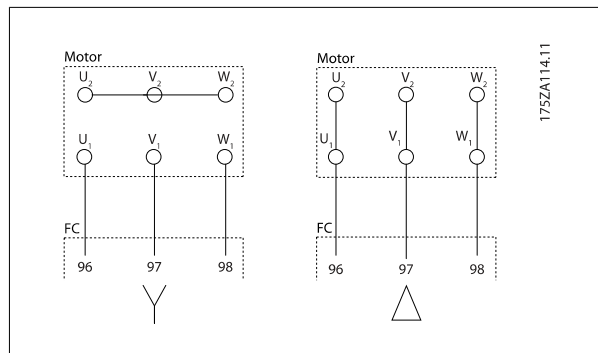 Motor
U2 V2 W2
U1 V1 W1
FC
96 97 98
Motor
U2 V2 W2
U1 V1 W1
FC
96 97 98
175ZA114.11